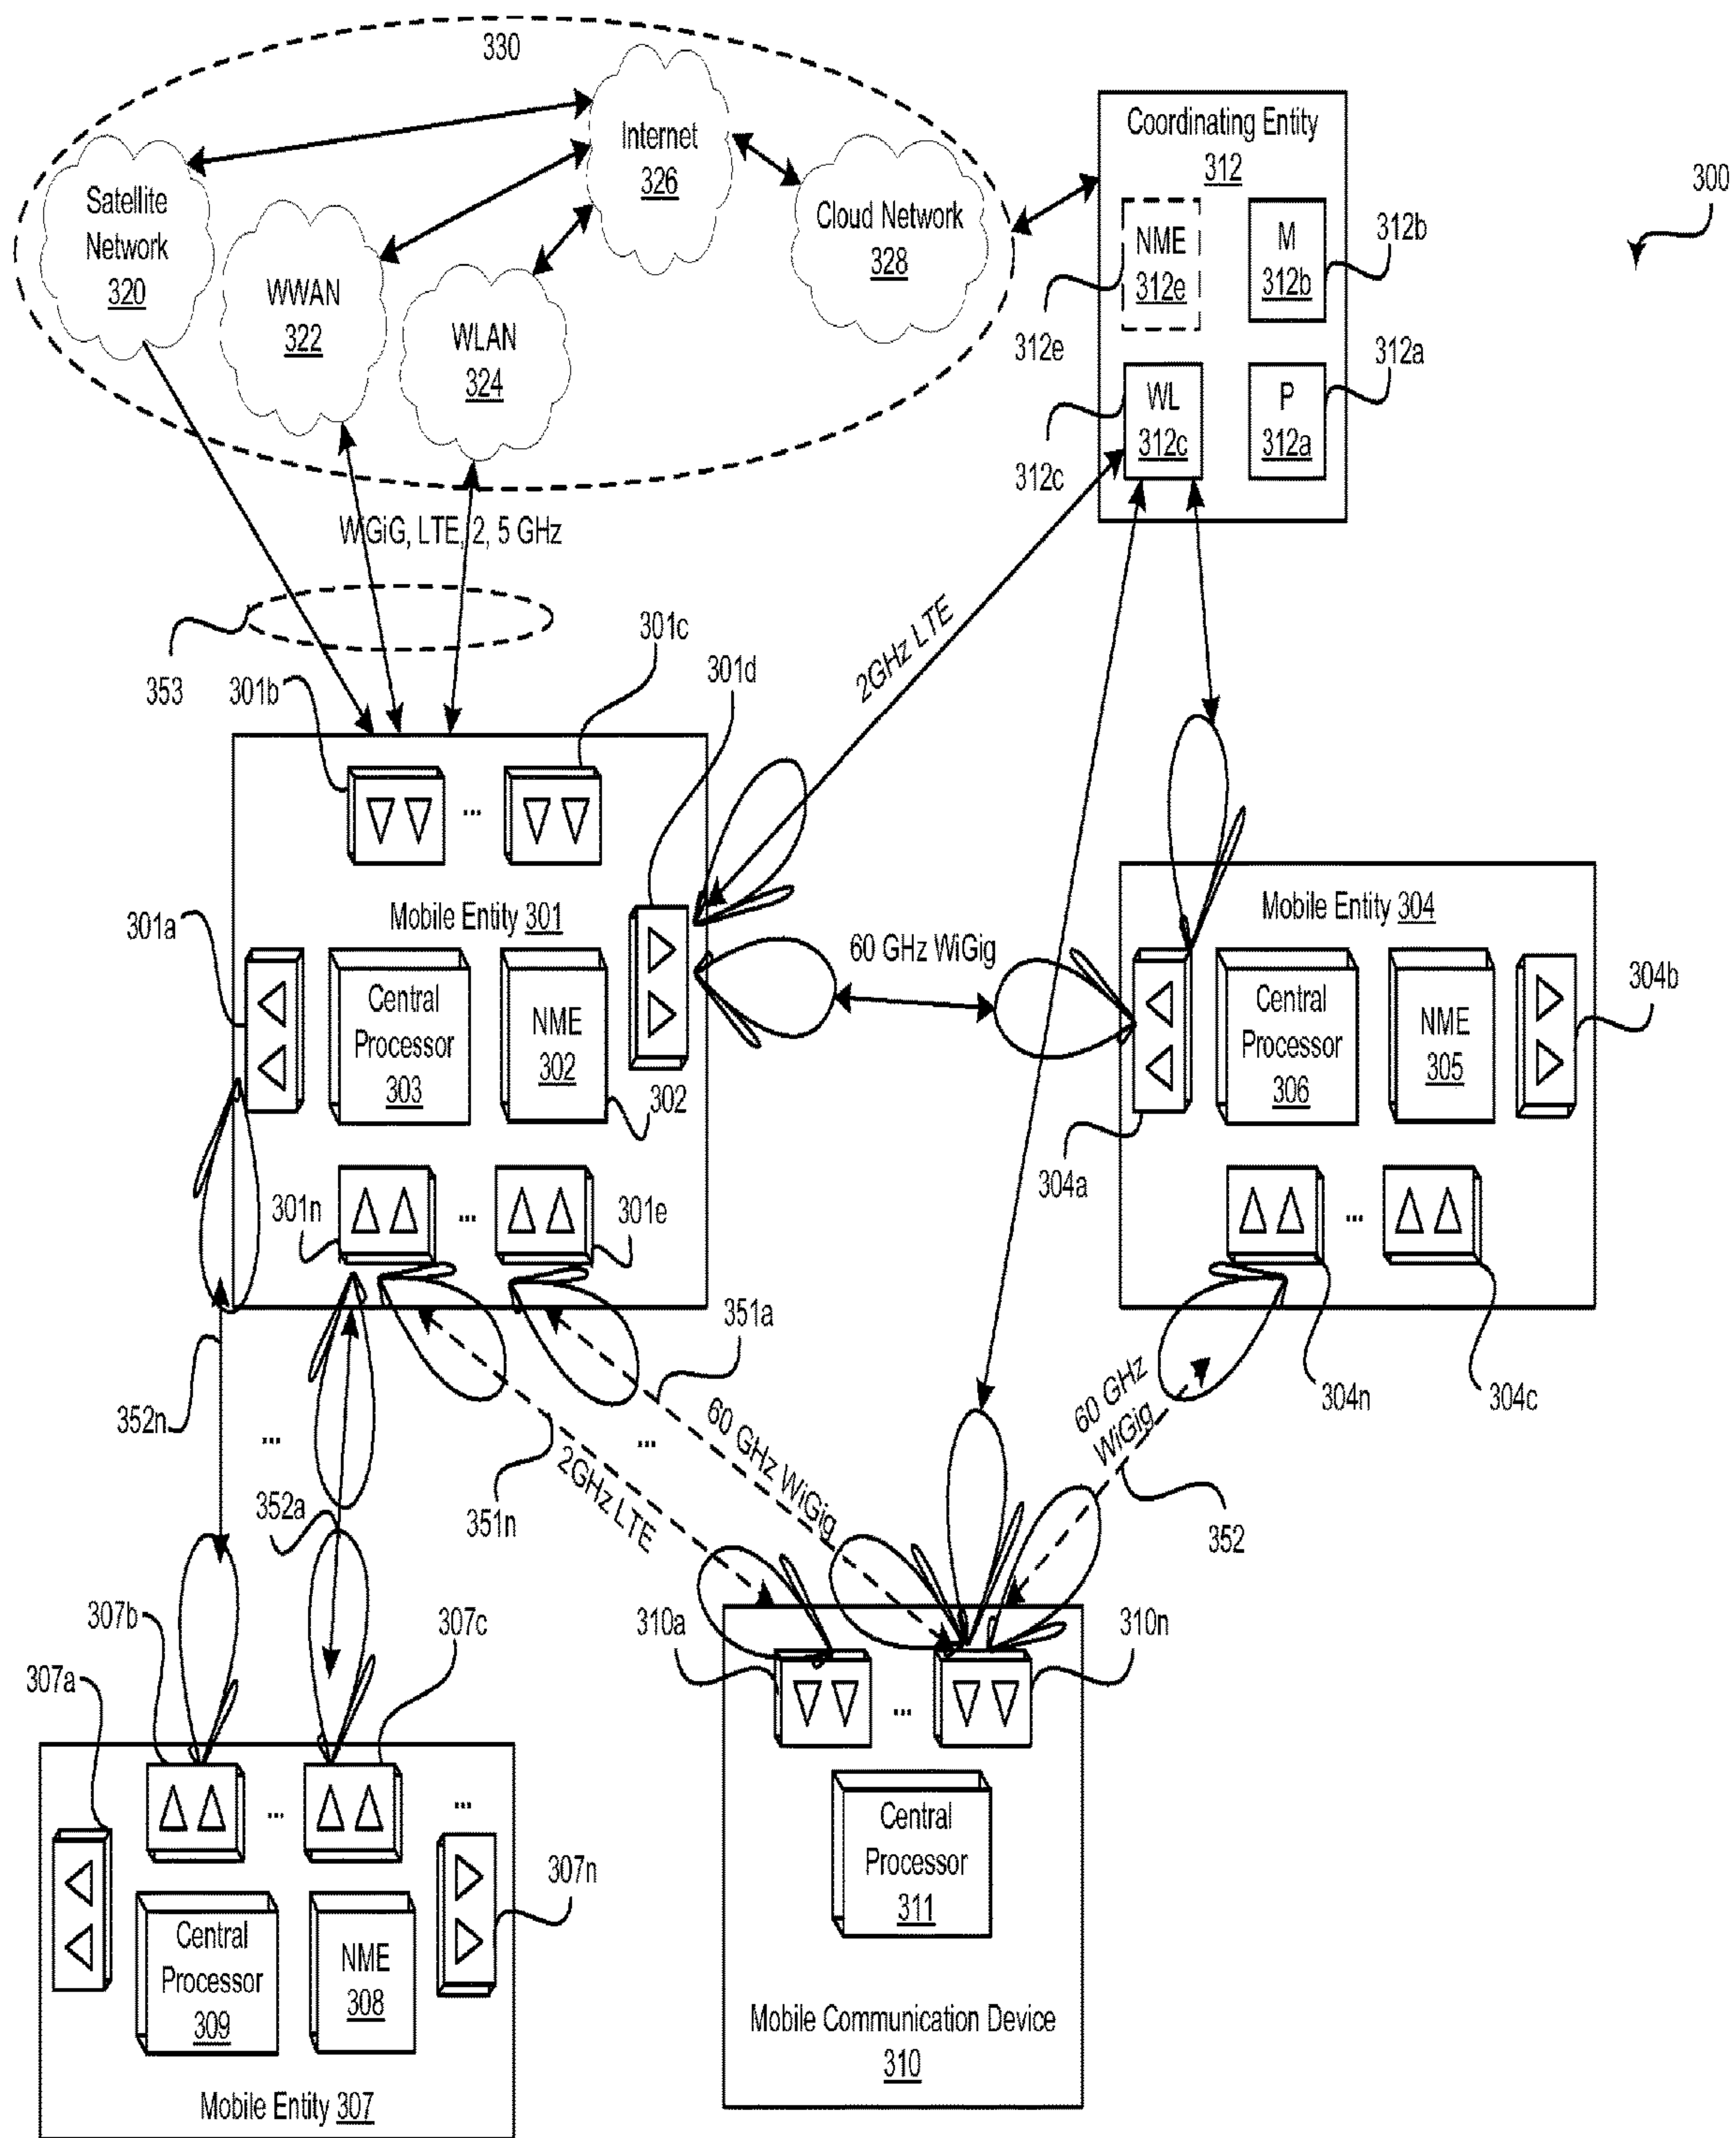 330
Satellite
Network
320
WWAN
322
WLAN
324
Internet
326
Cloud Network
328
Coordinating Entity
312
NME
312e
M
312b
312b
312e
312a
WL
312c
P
312a
312c
300
WiGiG, LTE, 2, 5 GHz
353
301b
301c
301d
2GHz LTE
...
Mobile Entity 301
301a
Central
Processor
303
NME
302
302
301n
...
301e
60 GHz WiGig
Mobile Entity 304
Central
Processor
306
NME
305
304b
304a
...
304n
304c
352n
...
352a
351n
351a
...
2GHz LTE
60 GHz WiGig
60 GHz
WiGig
352
307b
307c
307a
...
...
307n
Central
Processor
309
NME
308
Mobile Entity 307
310a
310n
...
Central
Processor
311
Mobile Communication Device
310